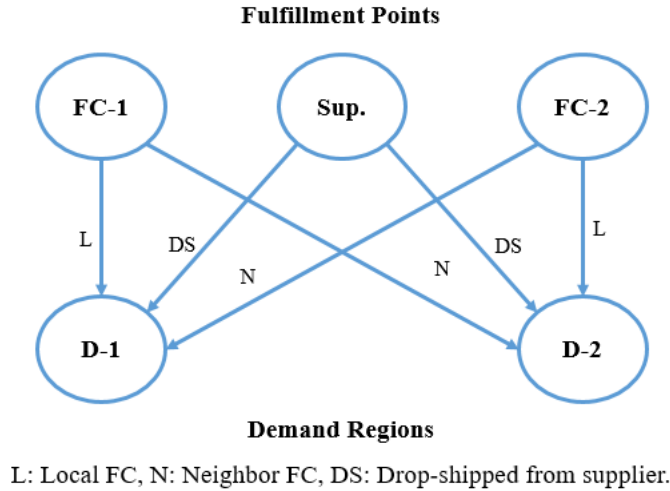 Fulfillment Points
FC-1
Sup.
FC-2
L
DS
N
N
DS
L
D-1
D-2
Demand Regions
L: Local FC, N: Neighbor FC, DS: Drop-shipped from supplier.